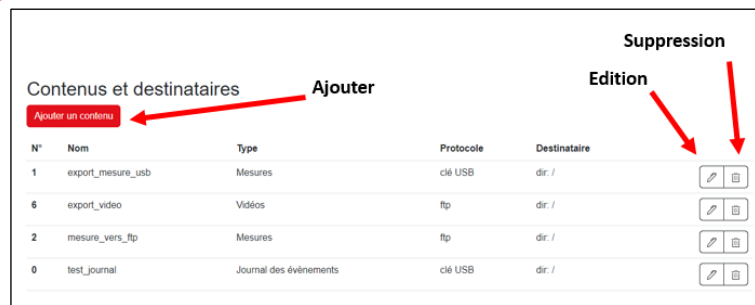 Suppression
Contenus et destinataires
Ajouter
Edition
Ajouter un contenu
N° Nom Type Protocole Destinataire
1 export_mesure_usb Mesures clé USB dir: /
6 export_video Vidéos ftp dir: /
2 mesure_vers_ftp Mesures ftp dir: /
0 test_journal Journal des évènements clé USB dir: /